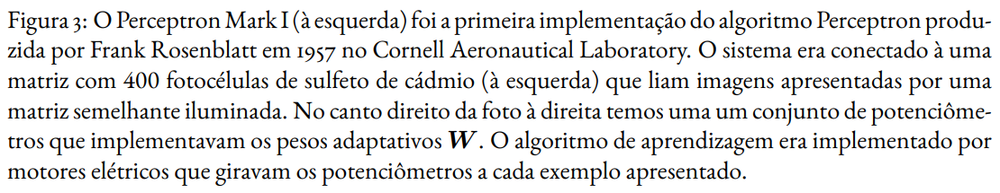 Figura 3: O Perceptron Mark I (à esquerda) foi a primeira implementação do algoritmo Perceptron produ-
zida por Frank Rosenblatt em 1957 no Cornell Aeronautical Laboratory. O sistema era conectado à uma
matriz com 400 fotocélulas de sulfeto de cádmio (à esquerda) que liam imagens apresentadas por uma
matriz semelhante iluminada. No canto direito da foto à direita temos uma um conjunto de potenciôme-
tros que implementavam os pesos adaptativos W. O algoritmo de aprendizagem era implementado por
motores elétricos que giravam os potenciômetros a cada exemplo apresentado.